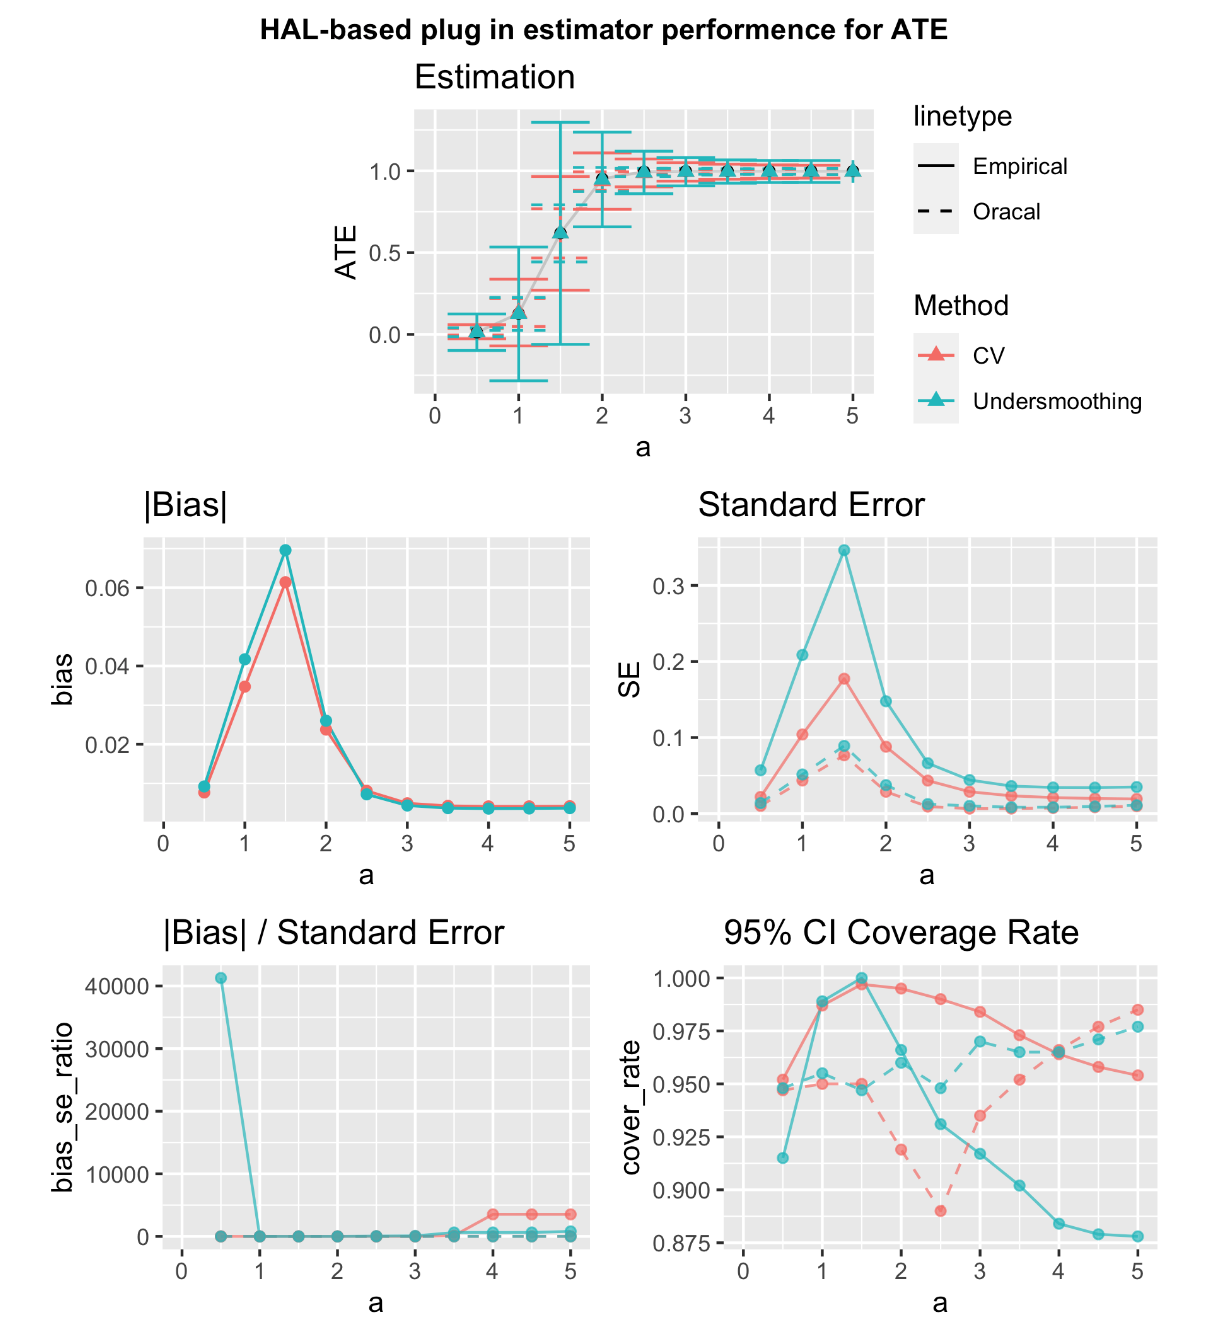 HAL-based plug in estimator performence for ATE
Estimation
ATE
1.0
0.5
0.0
0 1 2 3 4 5
a
linetype
Empirical
Oracal
Method
CV
Undersmoothing
|Bias|
bias
0.06
0.04
0.02
0 1 2 3 4 5
a
Standard Error
SE
0.3
0.2
0.1
0.0
0 1 2 3 4 5
a
|Bias| / Standard Error
bias_se_ratio
40000
30000
20000
10000
0
0 1 2 3 4 5
a
95% CI Coverage Rate
cover_rate
1.000
0.975
0.950
0.925
0.900
0.875
0 1 2 3 4 5
a